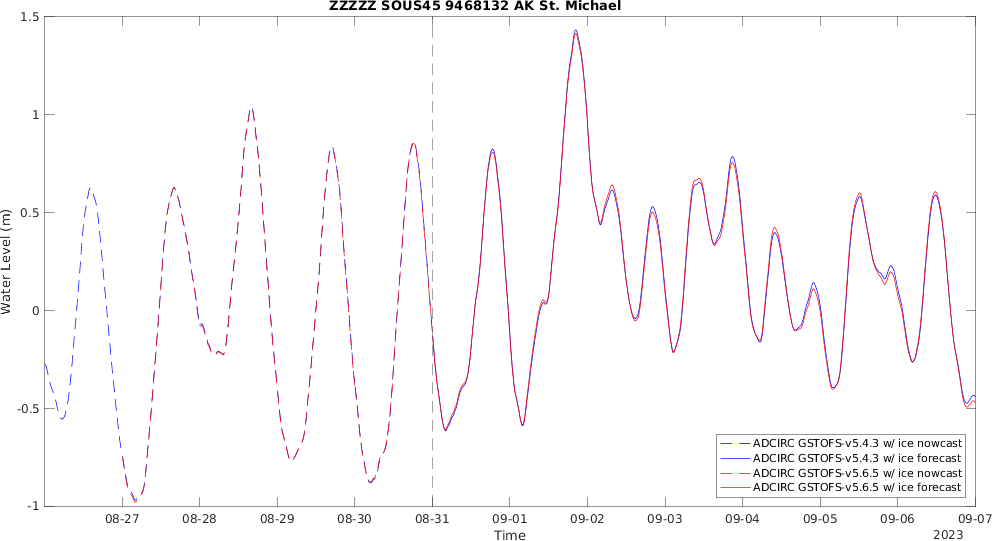 ZZZZZ SOUS45 9468132 AK St. Michael
1.5
1
0.5
0
-0.5
-1
Water Level (m)
08-27 08-28 08-29 08-30 08-31 09-01 09-02 09-03 09-04 09-05 09-06 09-07
Time
2023
ADCIRC GSTOFS-v5.4.3 w/ ice nowcast
ADCIRC GSTOFS-v5.4.3 w/ ice forecast
ADCIRC GSTOFS-v5.6.5 w/ ice nowcast
ADCIRC GSTOFS-v5.6.5 w/ ice forecast